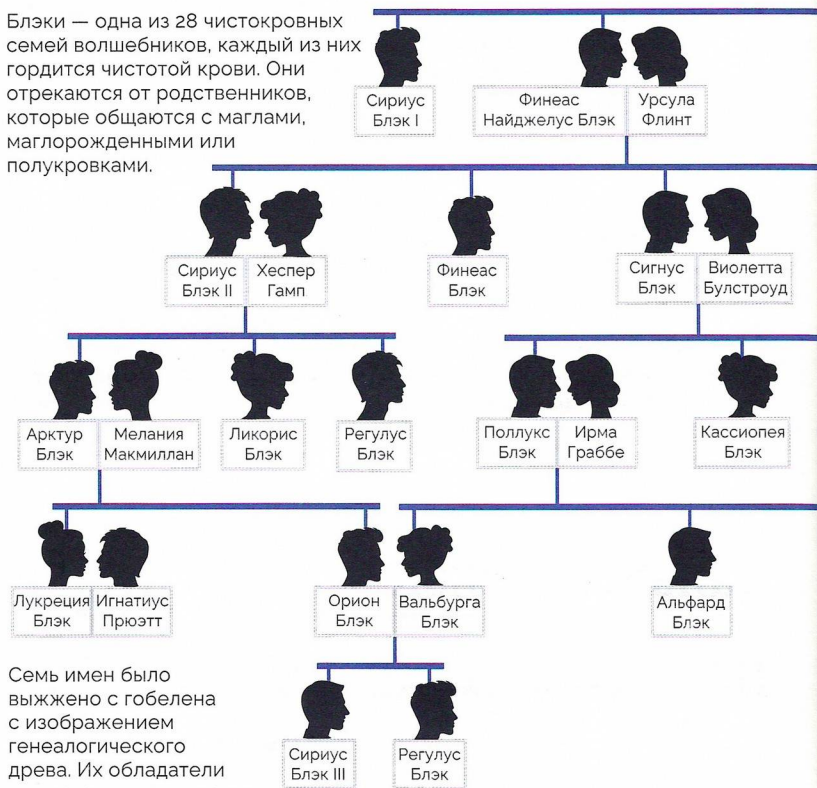 Блэки — одна из 28 чистокровных
семей волшебников, каждый из них
гордится чистотой крови. Они
отрекаются от родственников,
которые общаются с маглами,
маглорожденными или
полукровками.
Сириус
Блэк I
Финеас
Найджелус Блэк
Урсула
Флинт
Сириус
Блэк II
Хеспер
Гамп
Финеас
Блэк
Сигнус
Блэк
Виолетта
Булстроуд
Арктур
Блэк
Мелания
Макмиллан
Ликорис
Блэк
Регулус
Блэк
Поллукс
Блэк
Ирма
Граббе
Кассиопея
Блэк
Лукреция
Блэк
Игнатиус
Прюэтт
Орион
Блэк
Вальбурга
Блэк
Альфард
Блэк
Семь имен было
выжжено с гобелена
с изображением
генеалогического
древа. Их обладатели
Сириус
Блэк III
Регулус
Блэк